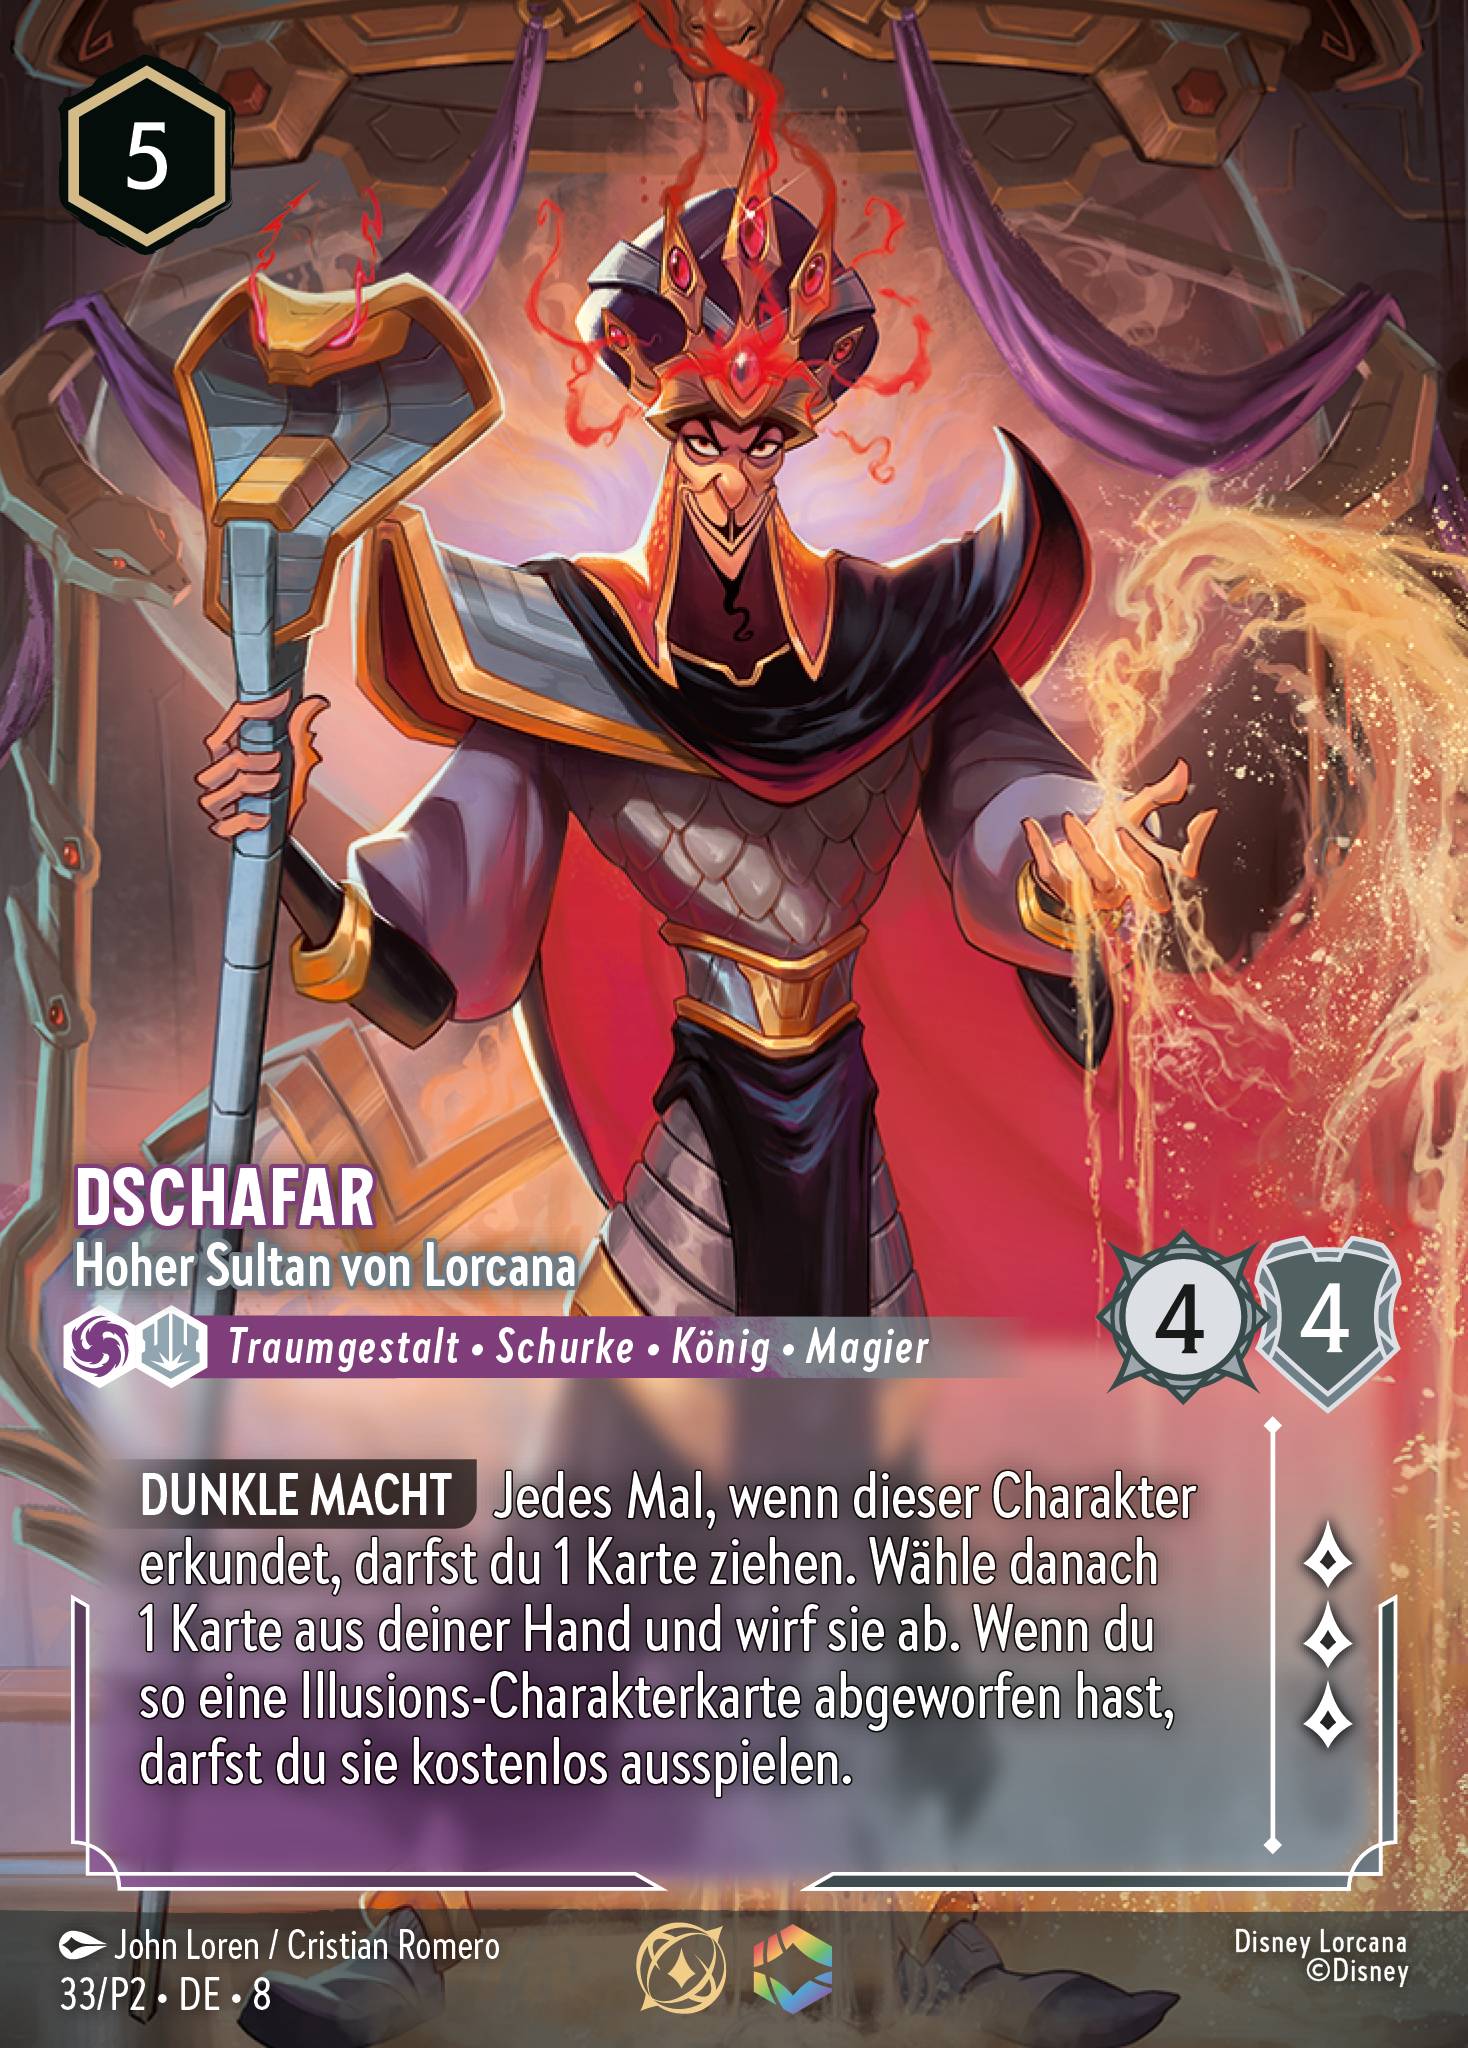 5
DSCHAFAR
Hoher Sultan von Lorcana
Traumgestalt • Schurke • König • Magier
4 4
DUNKLE MACHT Jedes Mal, wenn dieser Charakter
erkundet, darfst du 1 Karte ziehen. Wähle danach
1 Karte aus deiner Hand und wirf sie ab. Wenn du
so eine Illusions-Charakterkarte abgeworfen hast,
darfst du sie kostenlos ausspielen.
John Loren / Cristian Romero
33/P2 • DE • 8
Disney Lorcana
©Disney